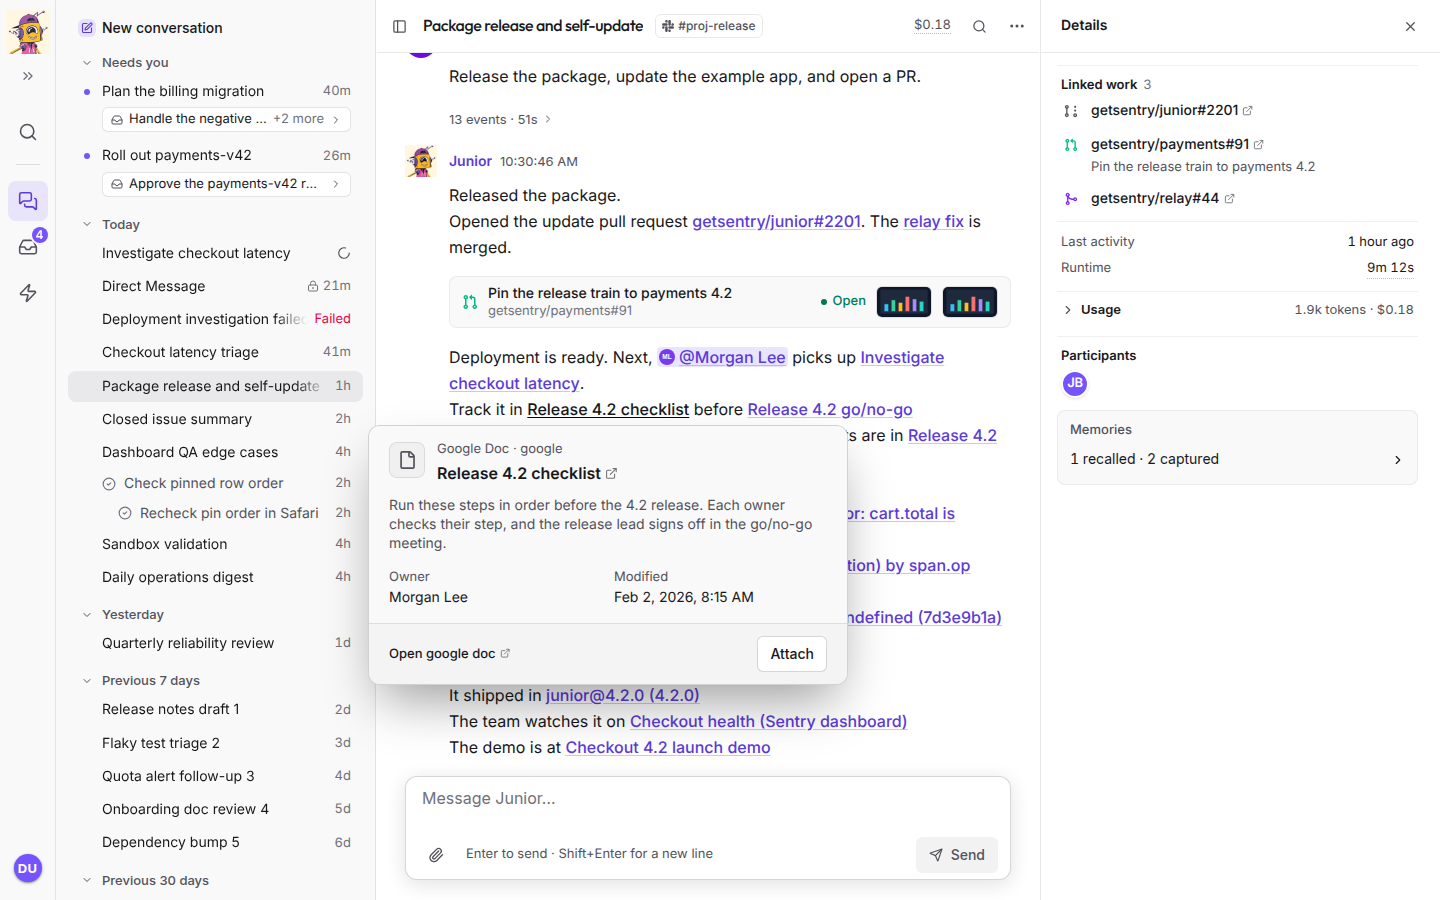 New conversation
Needs you
Plan the billing migration 40m
Handle the negative ... +2 more
Roll out payments-v42 26m
Approve the payments-v42 r...
4
Today
Investigate checkout latency
Direct Message 21m
Deployment investigation failed Failed
Checkout latency triage 41m
Package release and self-update 1h
Closed issue summary 2h
Dashboard QA edge cases 4h
Check pinned row order 2h
Recheck pin order in Safari 2h
Sandbox validation 4h
Daily operations digest 4h
Yesterday
Quarterly reliability review 1d
Previous 7 days
Release notes draft 1 2d
Flaky test triage 2 3d
Quota alert follow-up 3 4d
Onboarding doc review 4 5d
Dependency bump 5 6d
Previous 30 days
DU
Package release and self-update #proj-release $0.18
Release the package, update the example app, and open a PR.
13 events · 51s
Junior 10:30:46 AM
Released the package.
Opened the update pull request getsentry/junior#2201. The relay fix is
merged.
Pin the release train to payments 4.2
getsentry/payments#91
Open
Deployment is ready. Next, ML @Morgan Lee picks up Investigate
checkout latency.
Track it in Release 4.2 checklist before Release 4.2 go/no-go
ts are in Release 4.2
or: cart.total is
tion) by span.op
ndefined (7d3e9b1a)
Google Doc · google
Release 4.2 checklist
Run these steps in order before the 4.2 release. Each owner
checks their step, and the release lead signs off in the go/no-go
meeting.
Owner Modified
Morgan Lee Feb 2, 2026, 8:15 AM
Open google doc Attach
It shipped in junior@4.2.0 (4.2.0)
The team watches it on Checkout health (Sentry dashboard)
The demo is at Checkout 4.2 launch demo
Message Junior...
Enter to send · Shift+Enter for a new line Send
Details
Linked work 3
getsentry/junior#2201
getsentry/payments#91
Pin the release train to payments 4.2
getsentry/relay#44
Last activity 1 hour ago
Runtime 9m 12s
Usage 1.9k tokens · $0.18
Participants
JB
Memories
1 recalled · 2 captured